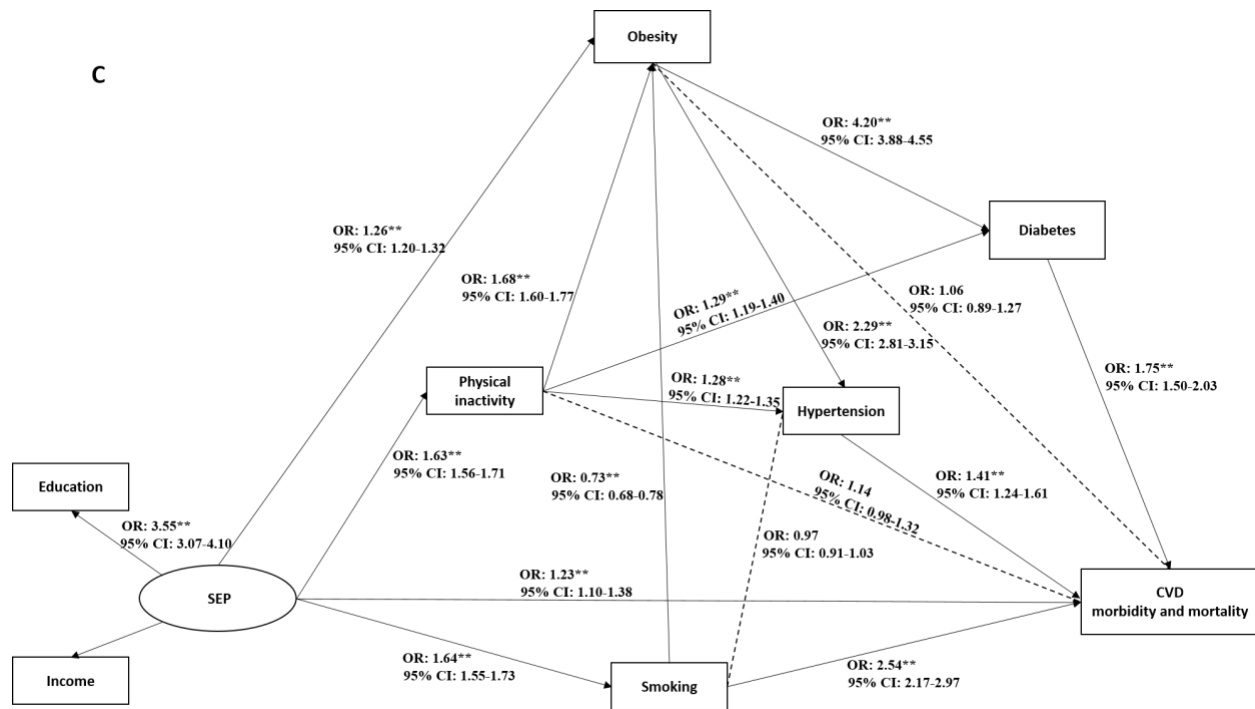 Obesity
C
OR: 4.20**
95% CI: 3.88-4.55
Diabetes
OR: 1.26**
95% CI: 1.20-1.32
OR: 1.68**
95% CI: 1.60-1.77
OR: 1.29**
95% CI: 1.19-1.40
OR: 1.06
95% CI: 0.89-1.27
OR: 2.29**
95% CI: 2.81-3.15
Physical
inactivity
OR: 1.28**
95% CI: 1.22-1.35
Hypertension
OR: 1.75**
95% CI: 1.50-2.03
OR: 1.63**
95% CI: 1.56-1.71
OR: 0.73**
95% CI: 0.68-0.78
OR: 1.14
95% CI: 0.98-1.32
OR: 1.41**
95% CI: 1.24-1.61
Education
OR: 3.55**
95% CI: 3.07-4.10
OR: 0.97
95% CI: 0.91-1.03
SEP
OR: 1.23**
95% CI: 1.10-1.38
CVD
morbidity and mortality
Income
OR: 1.64**
95% CI: 1.55-1.73
Smoking
OR: 2.54**
95% CI: 2.17-2.97